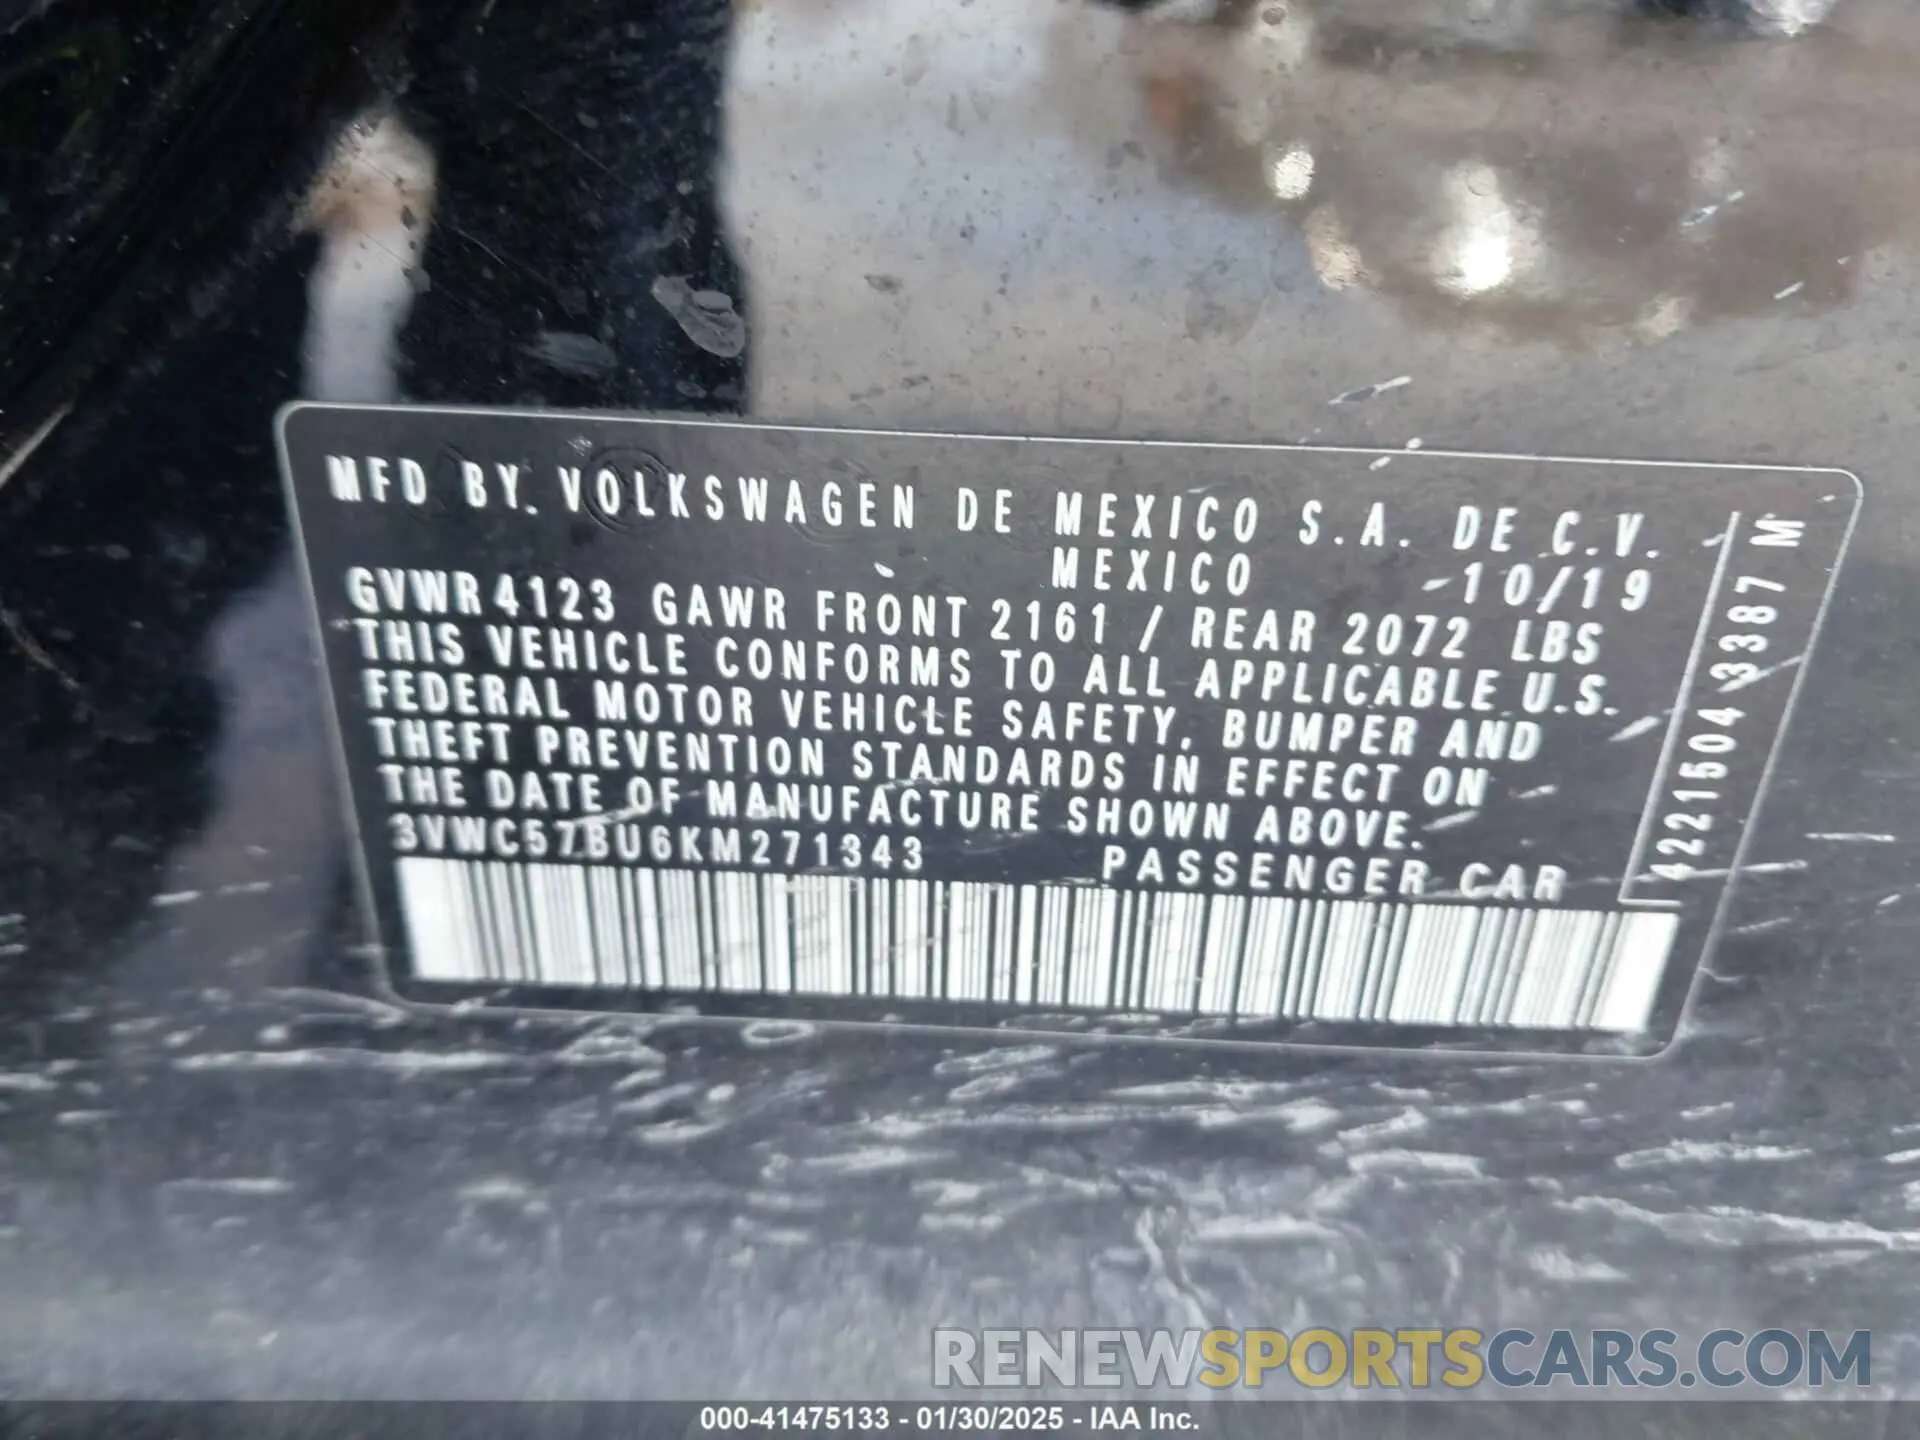 MFD BY. VOLKSWAGEN DE MEXICO S.A. DE C.V.
MEXICO 10/19
GVWR 4123 GAWR FRONT 2161 / REAR 2072 LBS
THIS VEHICLE CONFORMS TO ALL APPLICABLE U.S.
FEDERAL MOTOR VEHICLE SAFETY, BUMPER AND
THEFT PREVENTION STANDARDS IN EFFECT ON
THE DATE OF MANUFACTURE SHOWN ABOVE.
3VWC57BU6KM271343 PASSENGER CAR
4221504 3387 M
RENEWSPORTSCARS.COM
000-41475133 - 01/30/2025 - IAA Inc.